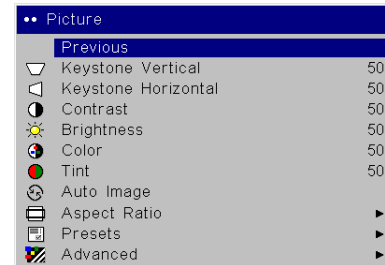 Picture
Previous
Keystone Vertical 50
Keystone Horizontal 50
Contrast 50
Brightness 50
Color 50
Tint 50
Auto Image
Aspect Ratio
Presets
Advanced